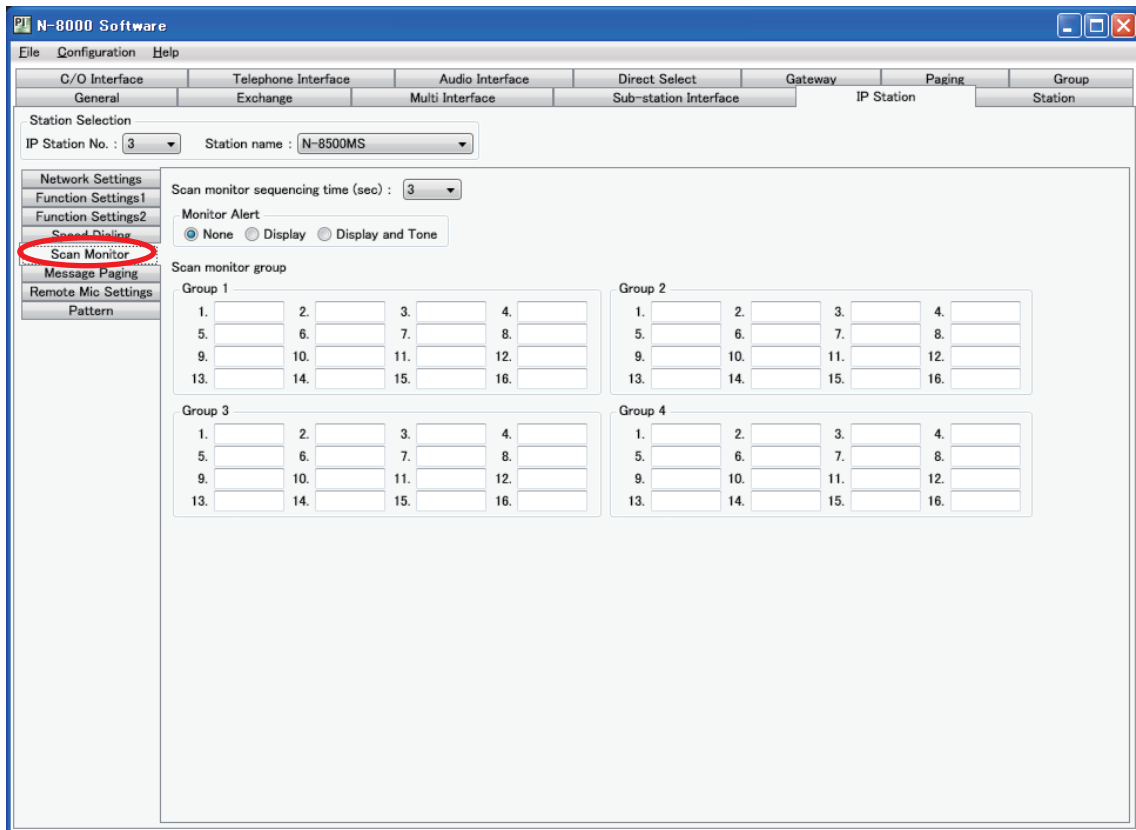 PI N-8000 Software
File Configuration Help
C/O Interface Telephone Interface Audio Interface Direct Select Gateway Paging Group
General Exchange Multi Interface Sub-station Interface IP Station Station
Station Selection
IP Station No. : 3 Station name : N-8500MS
Network Settings
Function Settings1
Function Settings2
Speed Dialing
Scan Monitor
Message Paging
Remote Mic Settings
Pattern
Scan monitor sequencing time (sec) : 3
Monitor Alert
None Display Display and Tone
Scan monitor group
Group 1
1. 2. 3. 4.
5. 6. 7. 8.
9. 10. 11. 12.
13. 14. 15. 16.
Group 2
1. 2. 3. 4.
5. 6. 7. 8.
9. 10. 11. 12.
13. 14. 15. 16.
Group 3
1. 2. 3. 4.
5. 6. 7. 8.
9. 10. 11. 12.
13. 14. 15. 16.
Group 4
1. 2. 3. 4.
5. 6. 7. 8.
9. 10. 11. 12.
13. 14. 15. 16.